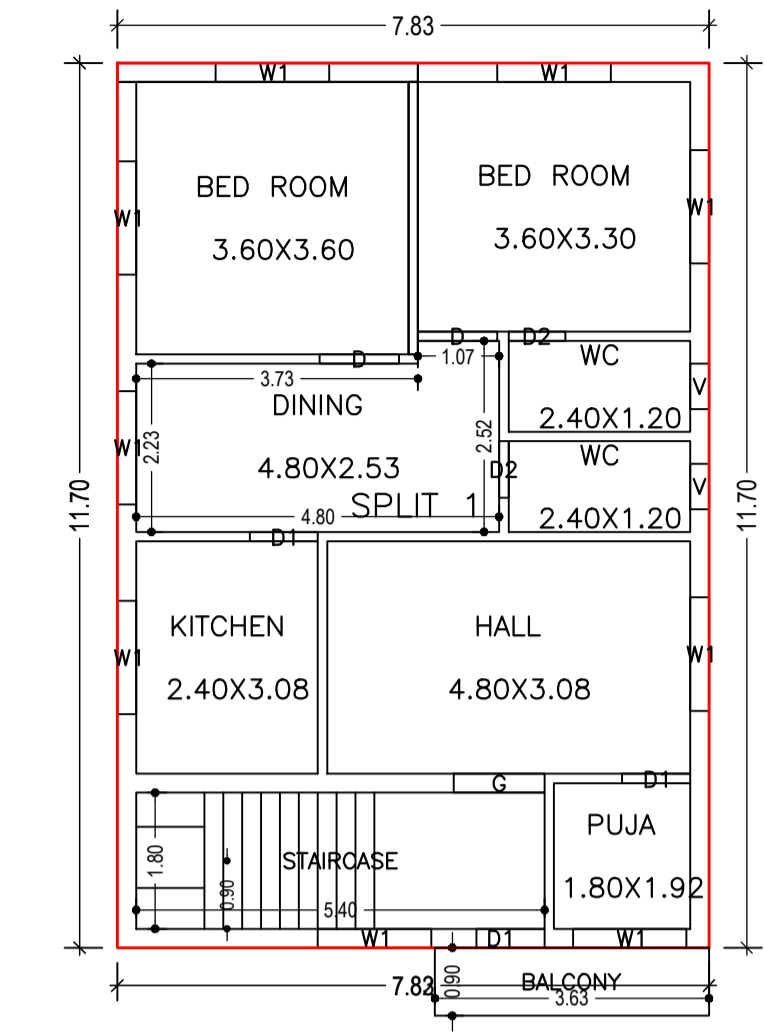 7.83
W1 W1
BED ROOM
3.60X3.60
BED ROOM
3.60X3.30
W1
W1
D D2
D 1.07
WC
2.40X1.20
V
3.73
DINING
4.80X2.53
2.23
2.52
W1
D2
WC
2.40X1.20
V
SPLIT 1
4.80
D1
11.70
11.70
KITCHEN
2.40X3.08
HALL
4.80X3.08
W1
W1
G
D1
PUJA
1.80X1.92
STAIRCASE
1.80
0.90
5.40
W1 D1 W1
7.83
0.90
BALCONY
3.63